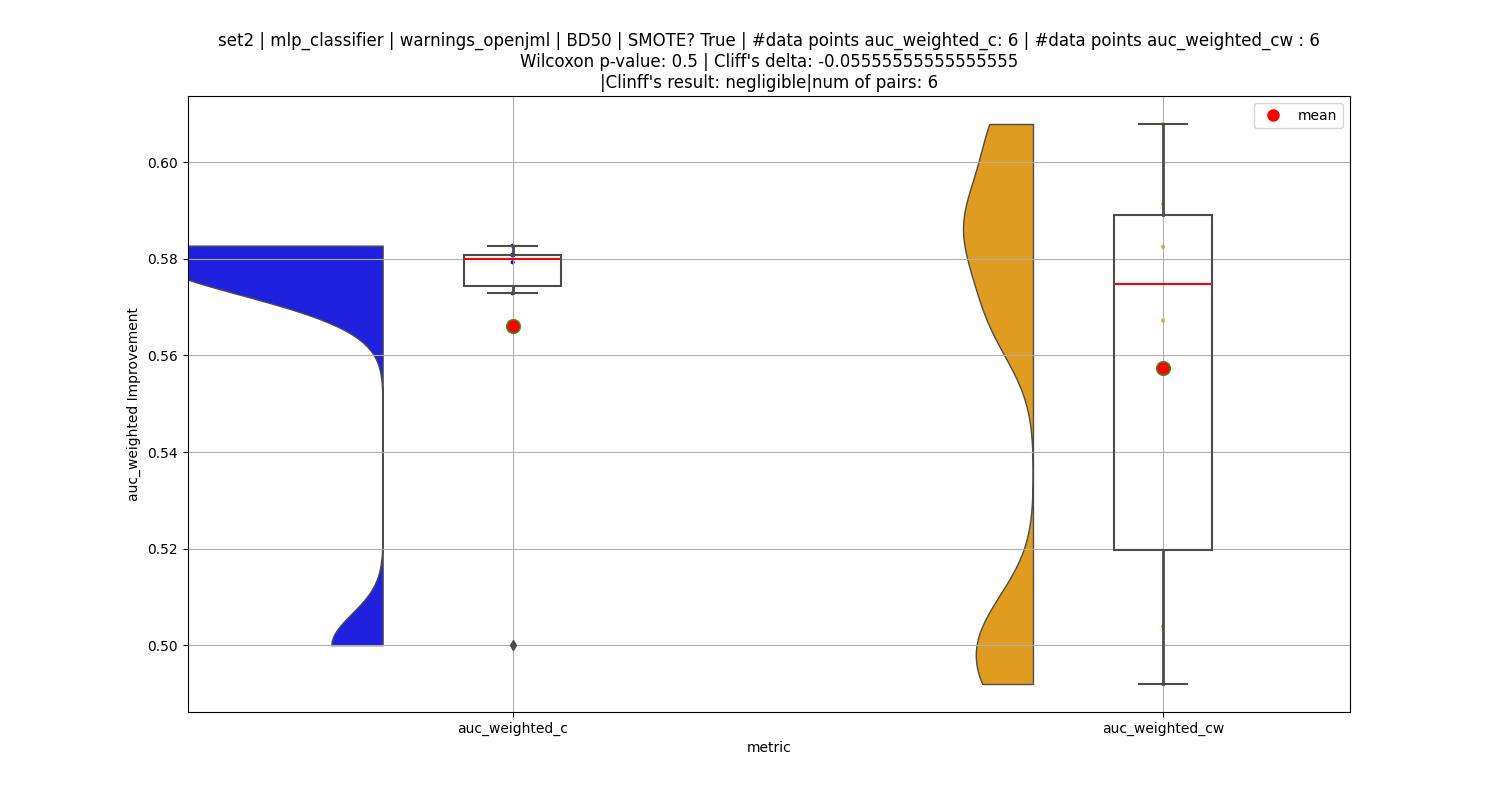 set2 | mlp_classifier | warnings_openjml | BD50 | SMOTE? True | #data points auc_weighted_c: 6 | #data points auc_weighted_cw : 6
Wilcoxon p-value: 0.5 | Cliff's delta: -0.05555555555555555
|Clinff's result: negligible|num of pairs: 6
mean
0.60
0.58
0.56
0.54
0.52
0.50
auc_weighted Improvement
auc_weighted_c
auc_weighted_cw
metric